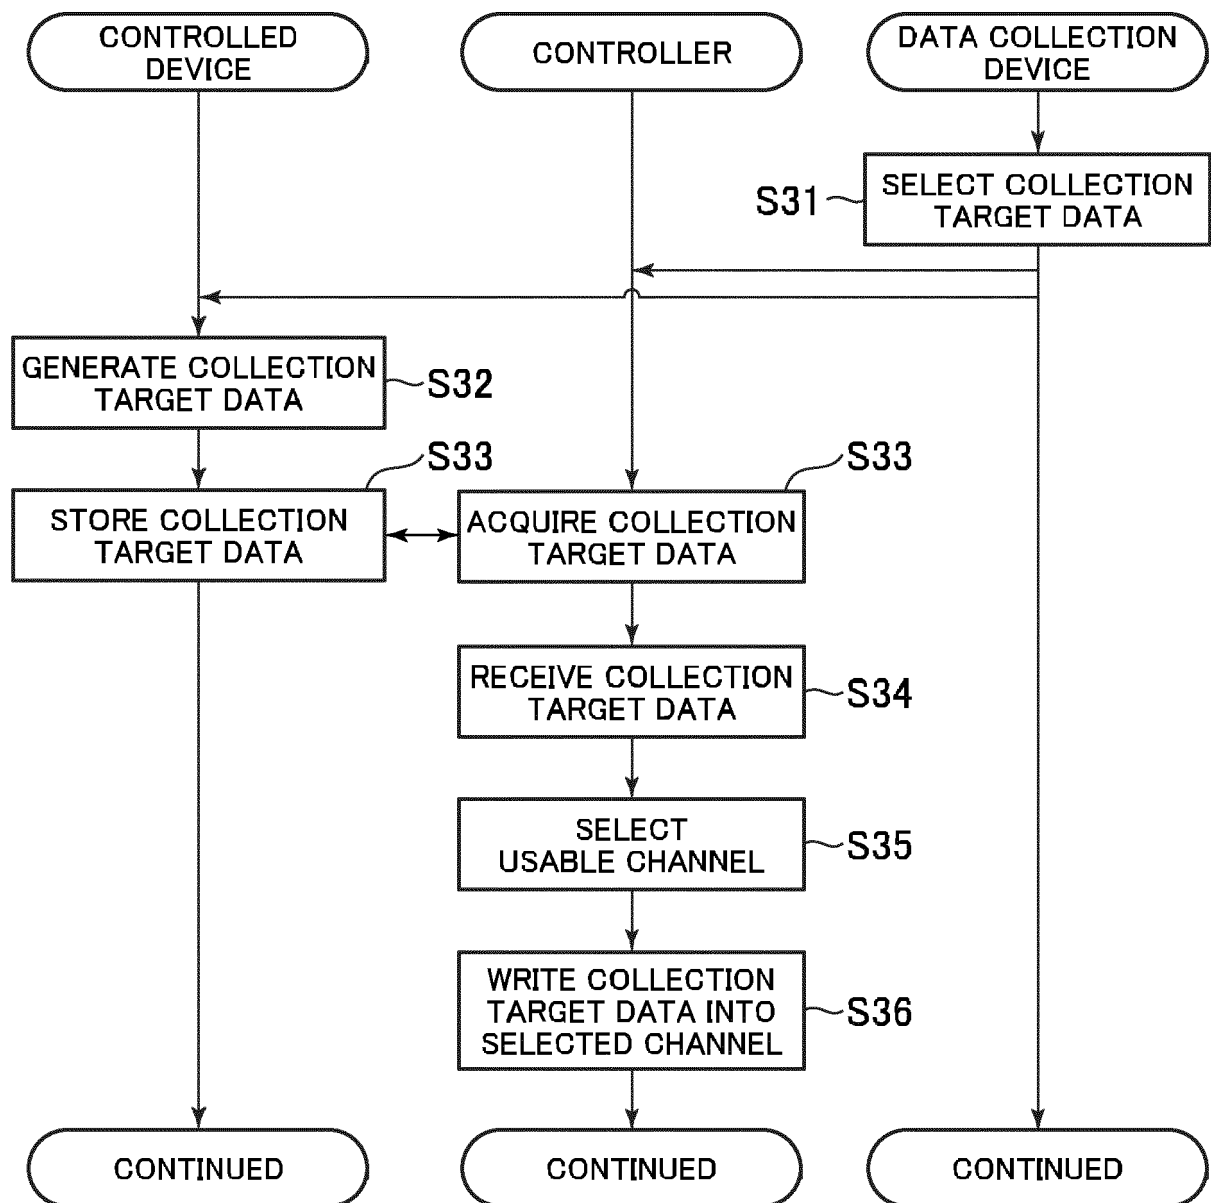 CONTROLLED
DEVICE
CONTROLLER
DATA COLLECTION
DEVICE
S31
SELECT COLLECTION
TARGET DATA
GENERATE COLLECTION
TARGET DATA
S32
S33
STORE COLLECTION
TARGET DATA
S33
ACQUIRE COLLECTION
TARGET DATA
RECEIVE COLLECTION
TARGET DATA
S34
SELECT
USABLE CHANNEL
S35
WRITE COLLECTION
TARGET DATA INTO
SELECTED CHANNEL
S36
CONTINUED
CONTINUED
CONTINUED